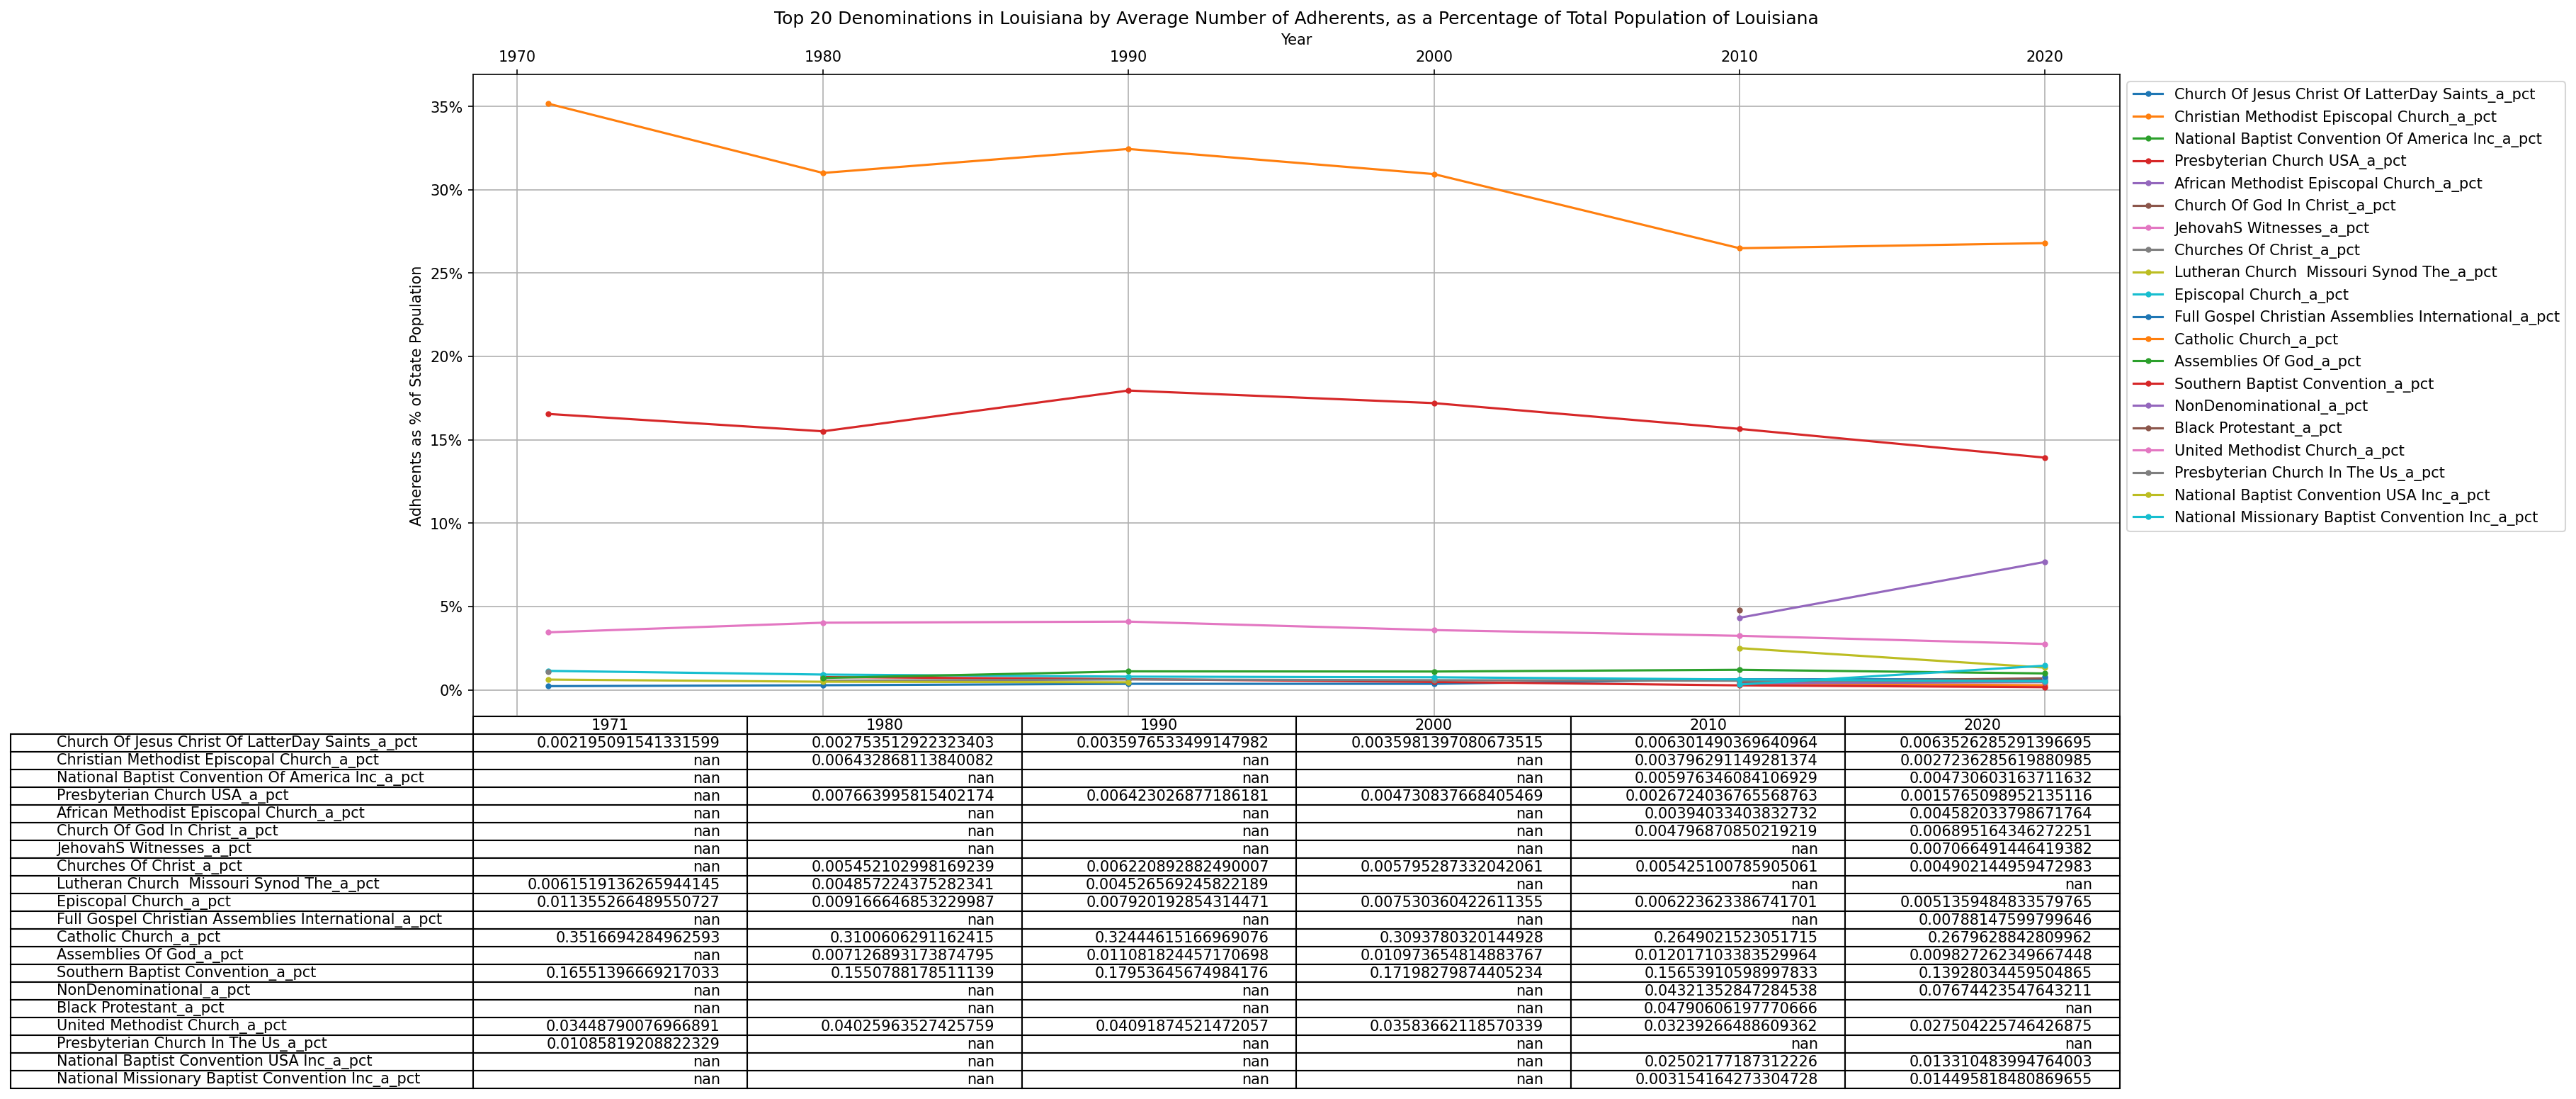 Top 20 Denominations in Louisiana by Average Number of Adherents, as a Percentage of Total Population of Louisiana
Year
1970 1980 1990 2000 2010 2020
Adherents as % of State Population
35%
30%
25%
20%
15%
10%
5%
0%
Church Of Jesus Christ Of LatterDay Saints_a_pct
Christian Methodist Episcopal Church_a_pct
National Baptist Convention Of America Inc_a_pct
Presbyterian Church USA_a_pct
African Methodist Episcopal Church_a_pct
Church Of God In Christ_a_pct
JehovahS Witnesses_a_pct
Churches Of Christ_a_pct
Lutheran Church  Missouri Synod The_a_pct
Episcopal Church_a_pct
Full Gospel Christian Assemblies International_a_pct
Catholic Church_a_pct
Assemblies Of God_a_pct
Southern Baptist Convention_a_pct
NonDenominational_a_pct
Black Protestant_a_pct
United Methodist Church_a_pct
Presbyterian Church In The Us_a_pct
National Baptist Convention USA Inc_a_pct
National Missionary Baptist Convention Inc_a_pct
1971 1980 1990 2000 2010 2020
Church Of Jesus Christ Of LatterDay Saints_a_pct 0.002195091541331599 0.002753512922323403 0.0035976533499147982 0.0035981397080673515 0.006301490369640964 0.0063526285291396695
Christian Methodist Episcopal Church_a_pct nan 0.006432868113840082 nan nan 0.003796291149281374 0.0027236285619880985
National Baptist Convention Of America Inc_a_pct nan nan nan nan 0.005976346084106929 0.004730603163711632
Presbyterian Church USA_a_pct nan 0.007663995815402174 0.006423026877186181 0.004730837668405469 0.0026724036765568763 0.0015765098952135116
African Methodist Episcopal Church_a_pct nan nan nan nan 0.00394033403832732 0.004582033798671764
Church Of God In Christ_a_pct nan nan nan nan 0.004796870850219219 0.006895164346272251
JehovahS Witnesses_a_pct nan nan nan nan nan 0.007066491446419382
Churches Of Christ_a_pct nan 0.005452102998169239 0.006220892882490007 0.005795287332042061 0.005425100785905061 0.004902144959472983
Lutheran Church  Missouri Synod The_a_pct 0.0061519136265944145 0.004857224375282341 0.004526569245822189 nan nan nan
Episcopal Church_a_pct 0.011355266489550727 0.009166646853229987 0.007920192854314471 0.00753036042261​1355 0.006223623386741701 0.0051359484833579765
Full Gospel Christian Assemblies International_a_pct nan nan nan nan nan 0.00788147599799646
Catholic Church_a_pct 0.3516694284962593 0.3100606291162415 0.32444615166969076 0.3093780320144928 0.2649021523051715 0.2679628842809962
Assemblies Of God_a_pct nan 0.007126893173874795 0.011081824457170698 0.010973654814883767 0.012017103383529964 0.009827262349667448
Southern Baptist Convention_a_pct 0.16551396669217033 0.1550788178511139 0.17953645674984176 0.17198279874405234 0.15653910598997833 0.13928034459504865
NonDenominational_a_pct nan nan nan nan 0.04321352847284538 0.07674423547643211
Black Protestant_a_pct nan nan nan nan 0.04790606197770666 nan
United Methodist Church_a_pct 0.03448790076966891 0.04025963527425759 0.04091874521472057 0.03583662118570339 0.03239266488609362 0.027504225746426875
Presbyterian Church In The Us_a_pct 0.01085819208822329 nan nan nan nan nan
National Baptist Convention USA Inc_a_pct nan nan nan nan 0.02502177187312226 0.013310483994764003
National Missionary Baptist Convention Inc_a_pct nan nan nan nan 0.003154164273304728 0.014495818480869655